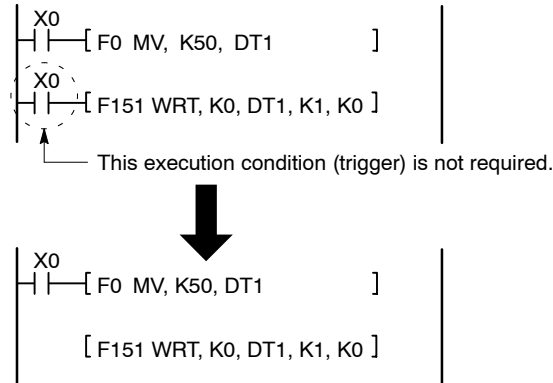 X0
[ F0 MV, K50, DT1 ]
X0
[ F151 WRT, K0, DT1, K1, K0 ]
This execution condition (trigger) is not required.
X0
[ F0 MV, K50, DT1 ]
[ F151 WRT, K0, DT1, K1, K0 ]